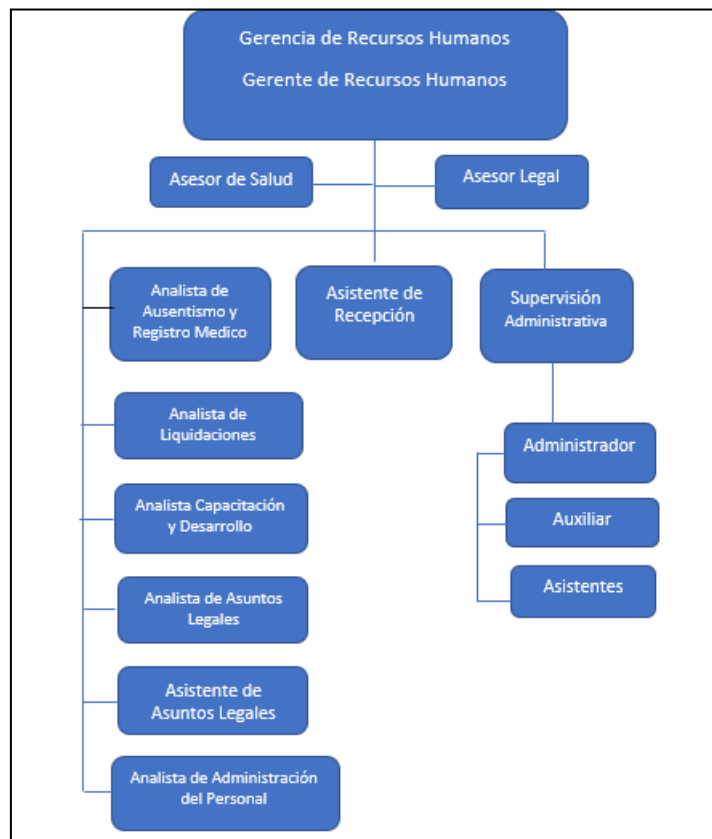 Gerencia de Recursos Humanos
Gerente de Recursos Humanos
Asesor de Salud
Asesor Legal
Analista de
Ausentismo y
Registro Medico
Asistente de
Recepción
Supervisión
Administrativa
Analista de
Liquidaciones
Administrador
Analista Capacitación
y Desarrollo
Auxiliar
Analista de Asuntos
Legales
Asistentes
Asistente de
Asuntos Legales
Analista de Administración
del Personal